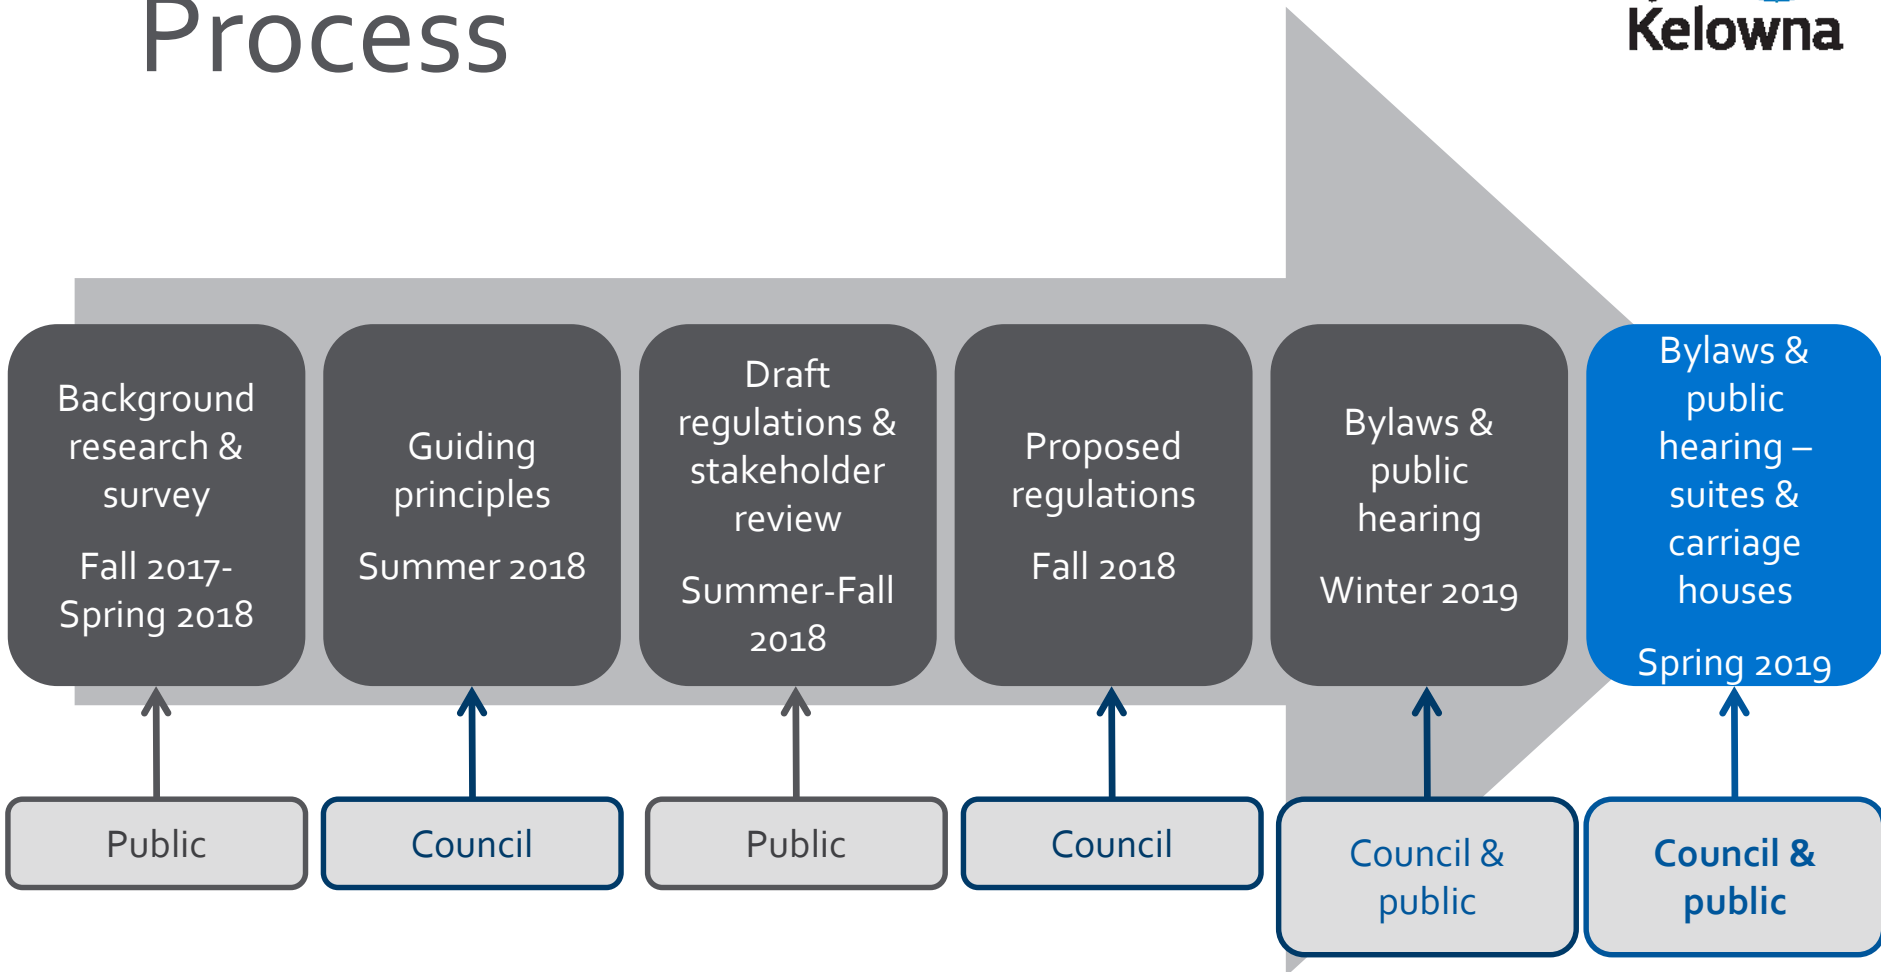 Process
Kelowna
Background
research &
survey
Fall 2017-
Spring 2018
Guiding
principles
Summer 2018
Draft
regulations &
stakeholder
review
Summer-Fall
2018
Proposed
regulations
Fall 2018
Bylaws &
public
hearing
Winter 2019
Bylaws &
public
hearing –
suites &
carriage
houses
Spring 2019
Public
Council
Public
Council
Council &
public
Council &
public